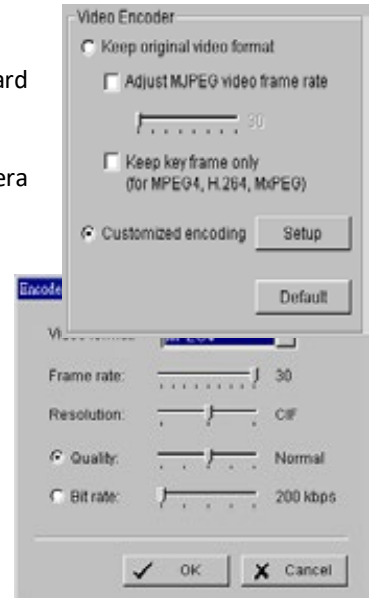 Video Encoder
Keep original video format
ard
Adjust MJPEG video frame rate
30
era
Keep key frame only
(for MPEG4, H.264, MxPEG)
Customized encoding
Setup
Default
Encode
Frame rate:
30
Resolution:
CIF
Quality:
Normal
Bit rate:
200 kbps
OK
Cancel